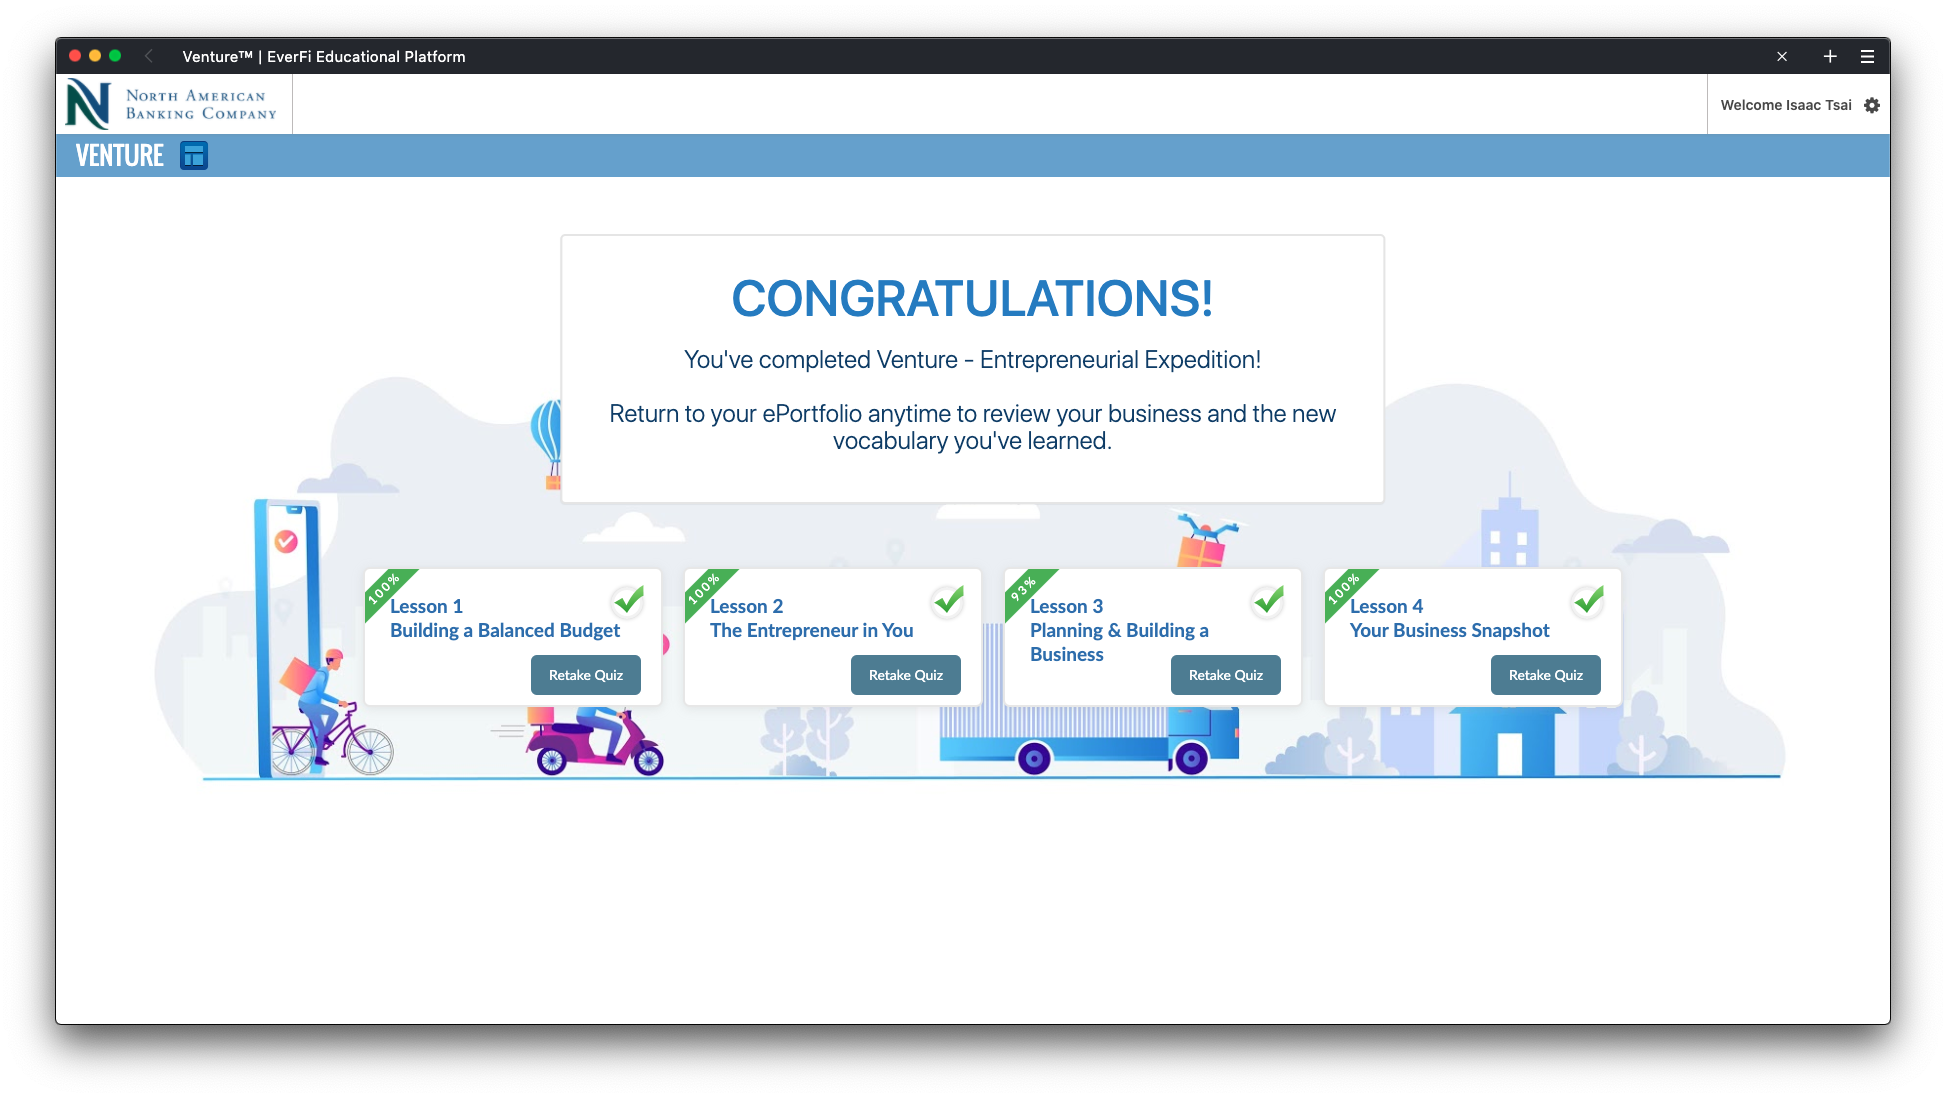 Venture™ | EverFi Educational Platform
North American
Banking Company
Welcome Isaac Tsai
VENTURE
CONGRATULATIONS!
You've completed Venture - Entrepreneurial Expedition!
Return to your ePortfolio anytime to review your business and the new
vocabulary you've learned.
100%
Lesson 1
Building a Balanced Budget
Retake Quiz
100%
Lesson 2
The Entrepreneur in You
Retake Quiz
93%
Lesson 3
Planning & Building a
Business
Retake Quiz
100%
Lesson 4
Your Business Snapshot
Retake Quiz